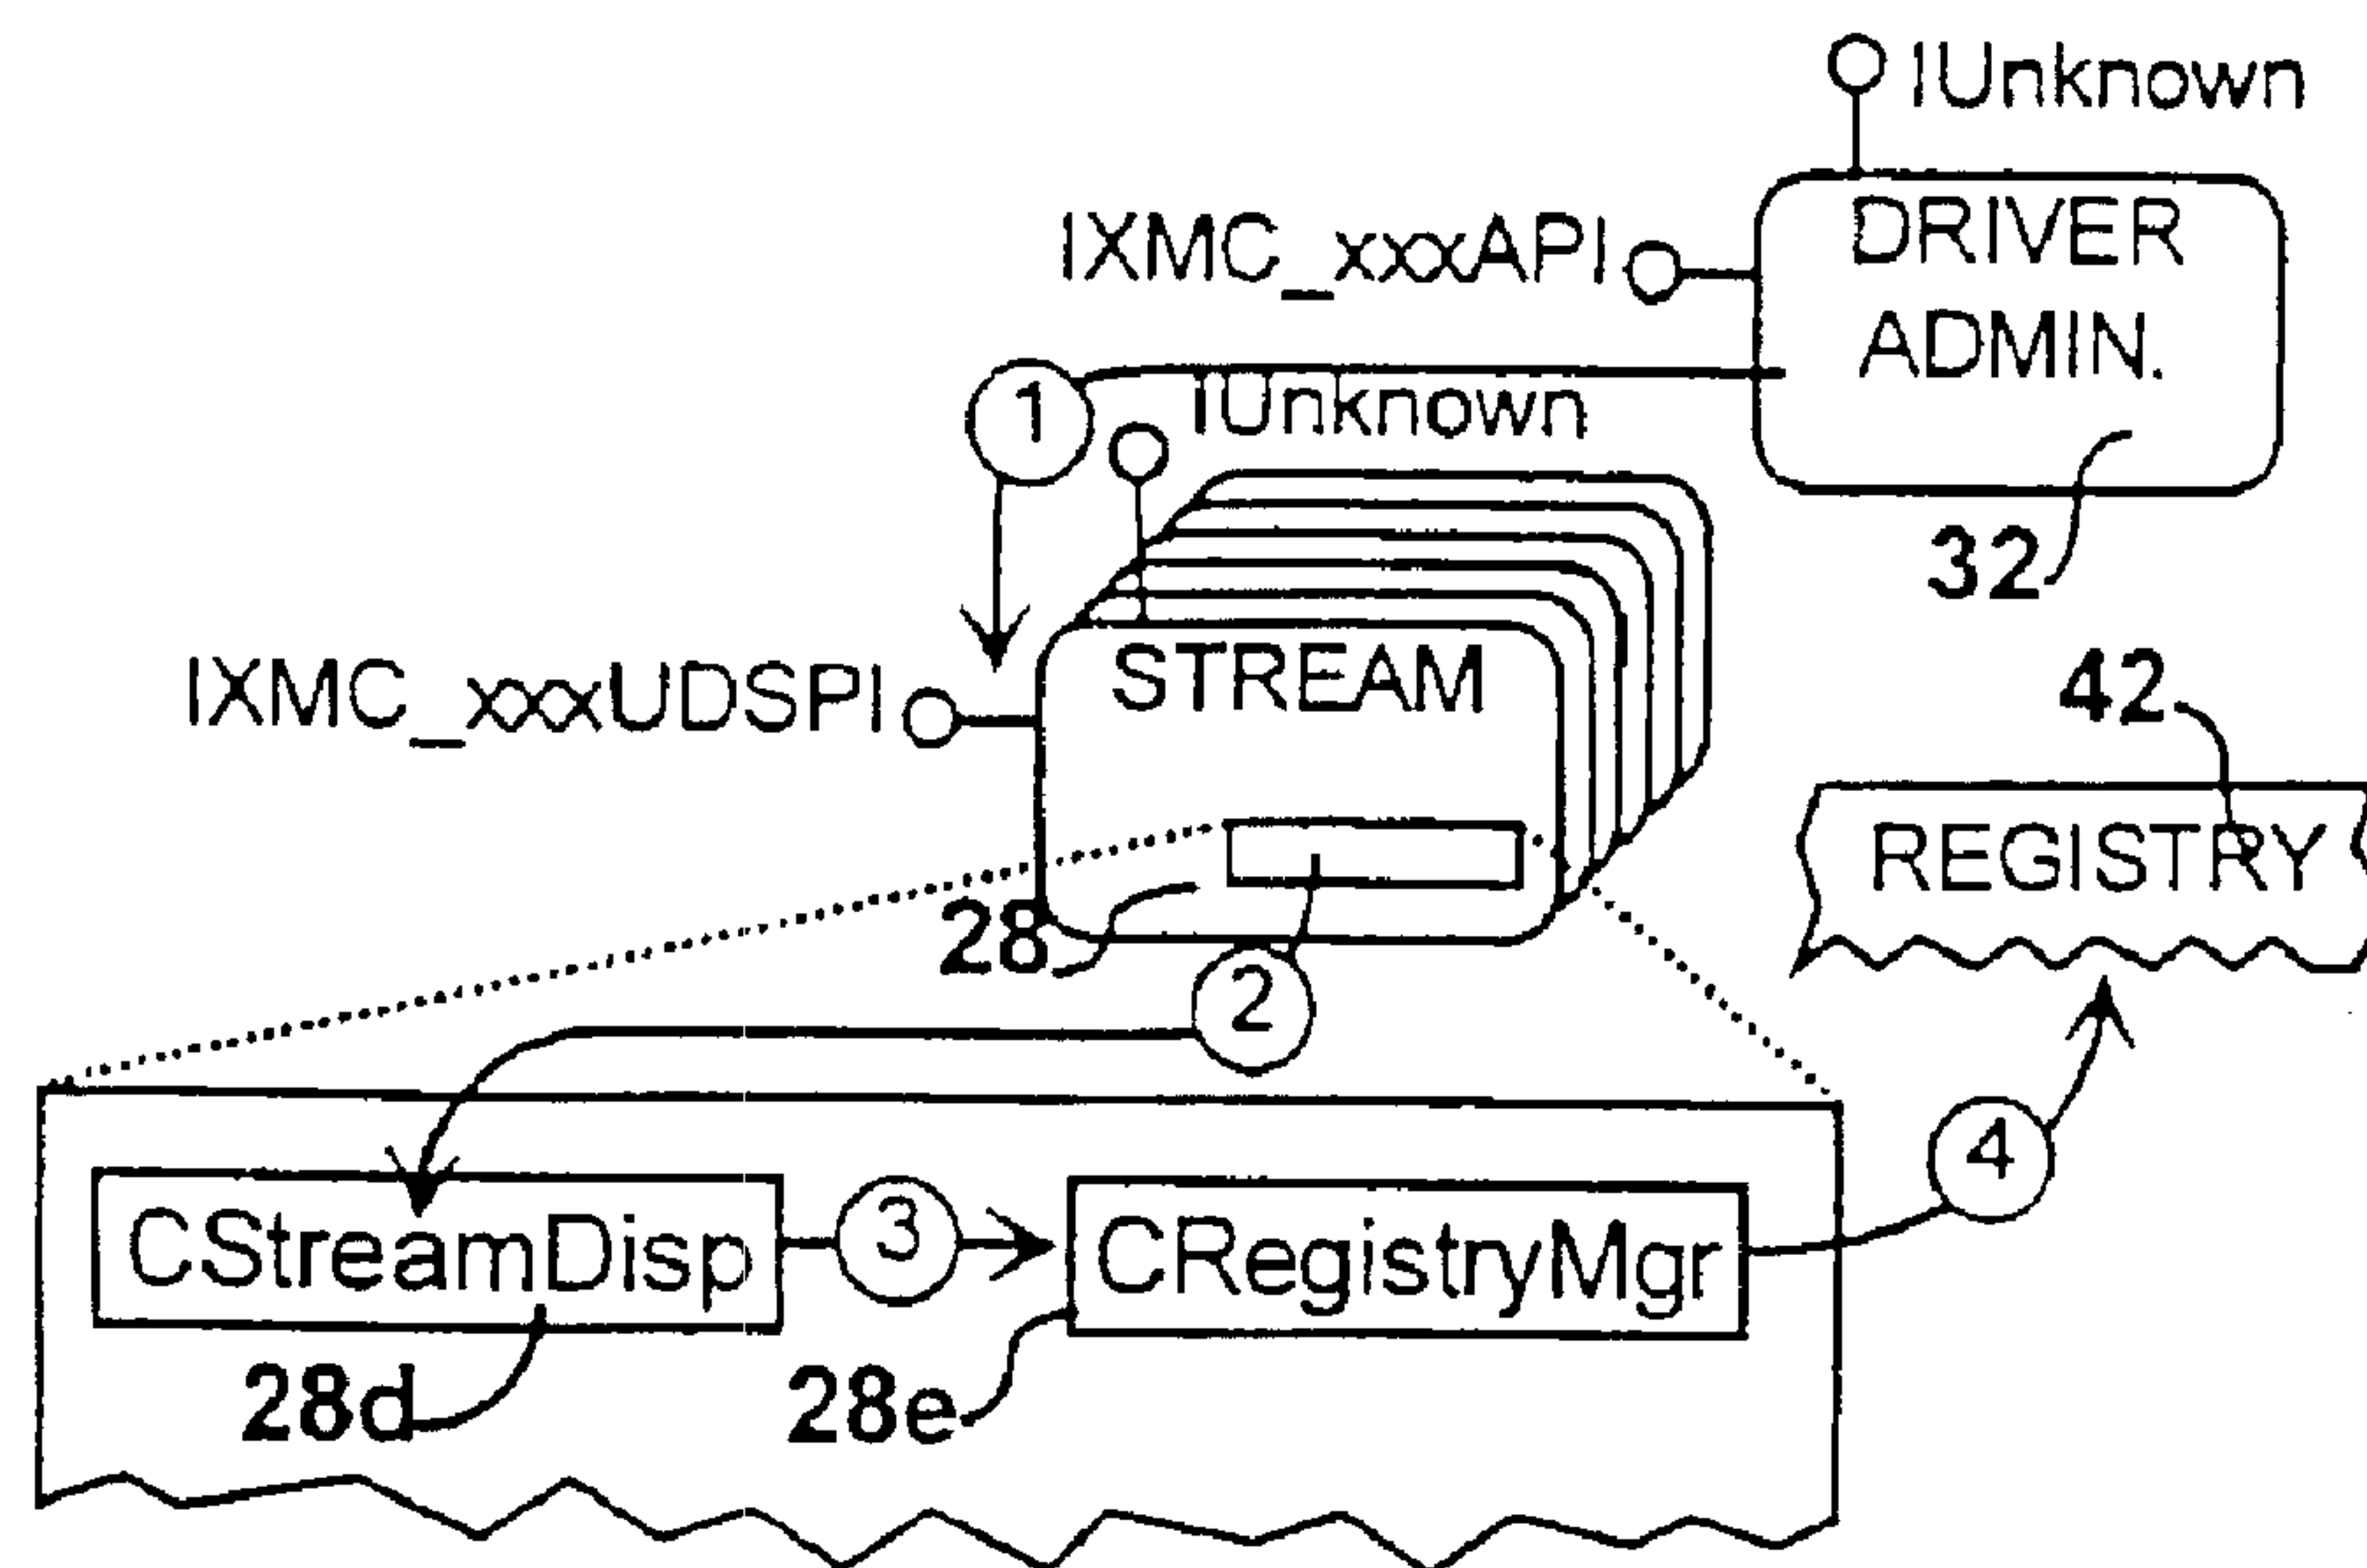 IUnknown
DRIVER
ADMIN.
IXMC_xxxAPI
1
IUnknown
32
STREAM
IXMC_xxxUDSPI
42
REGISTRY
28
2
4
CStreamDisp
3
CRegistryMgr
28d
28e